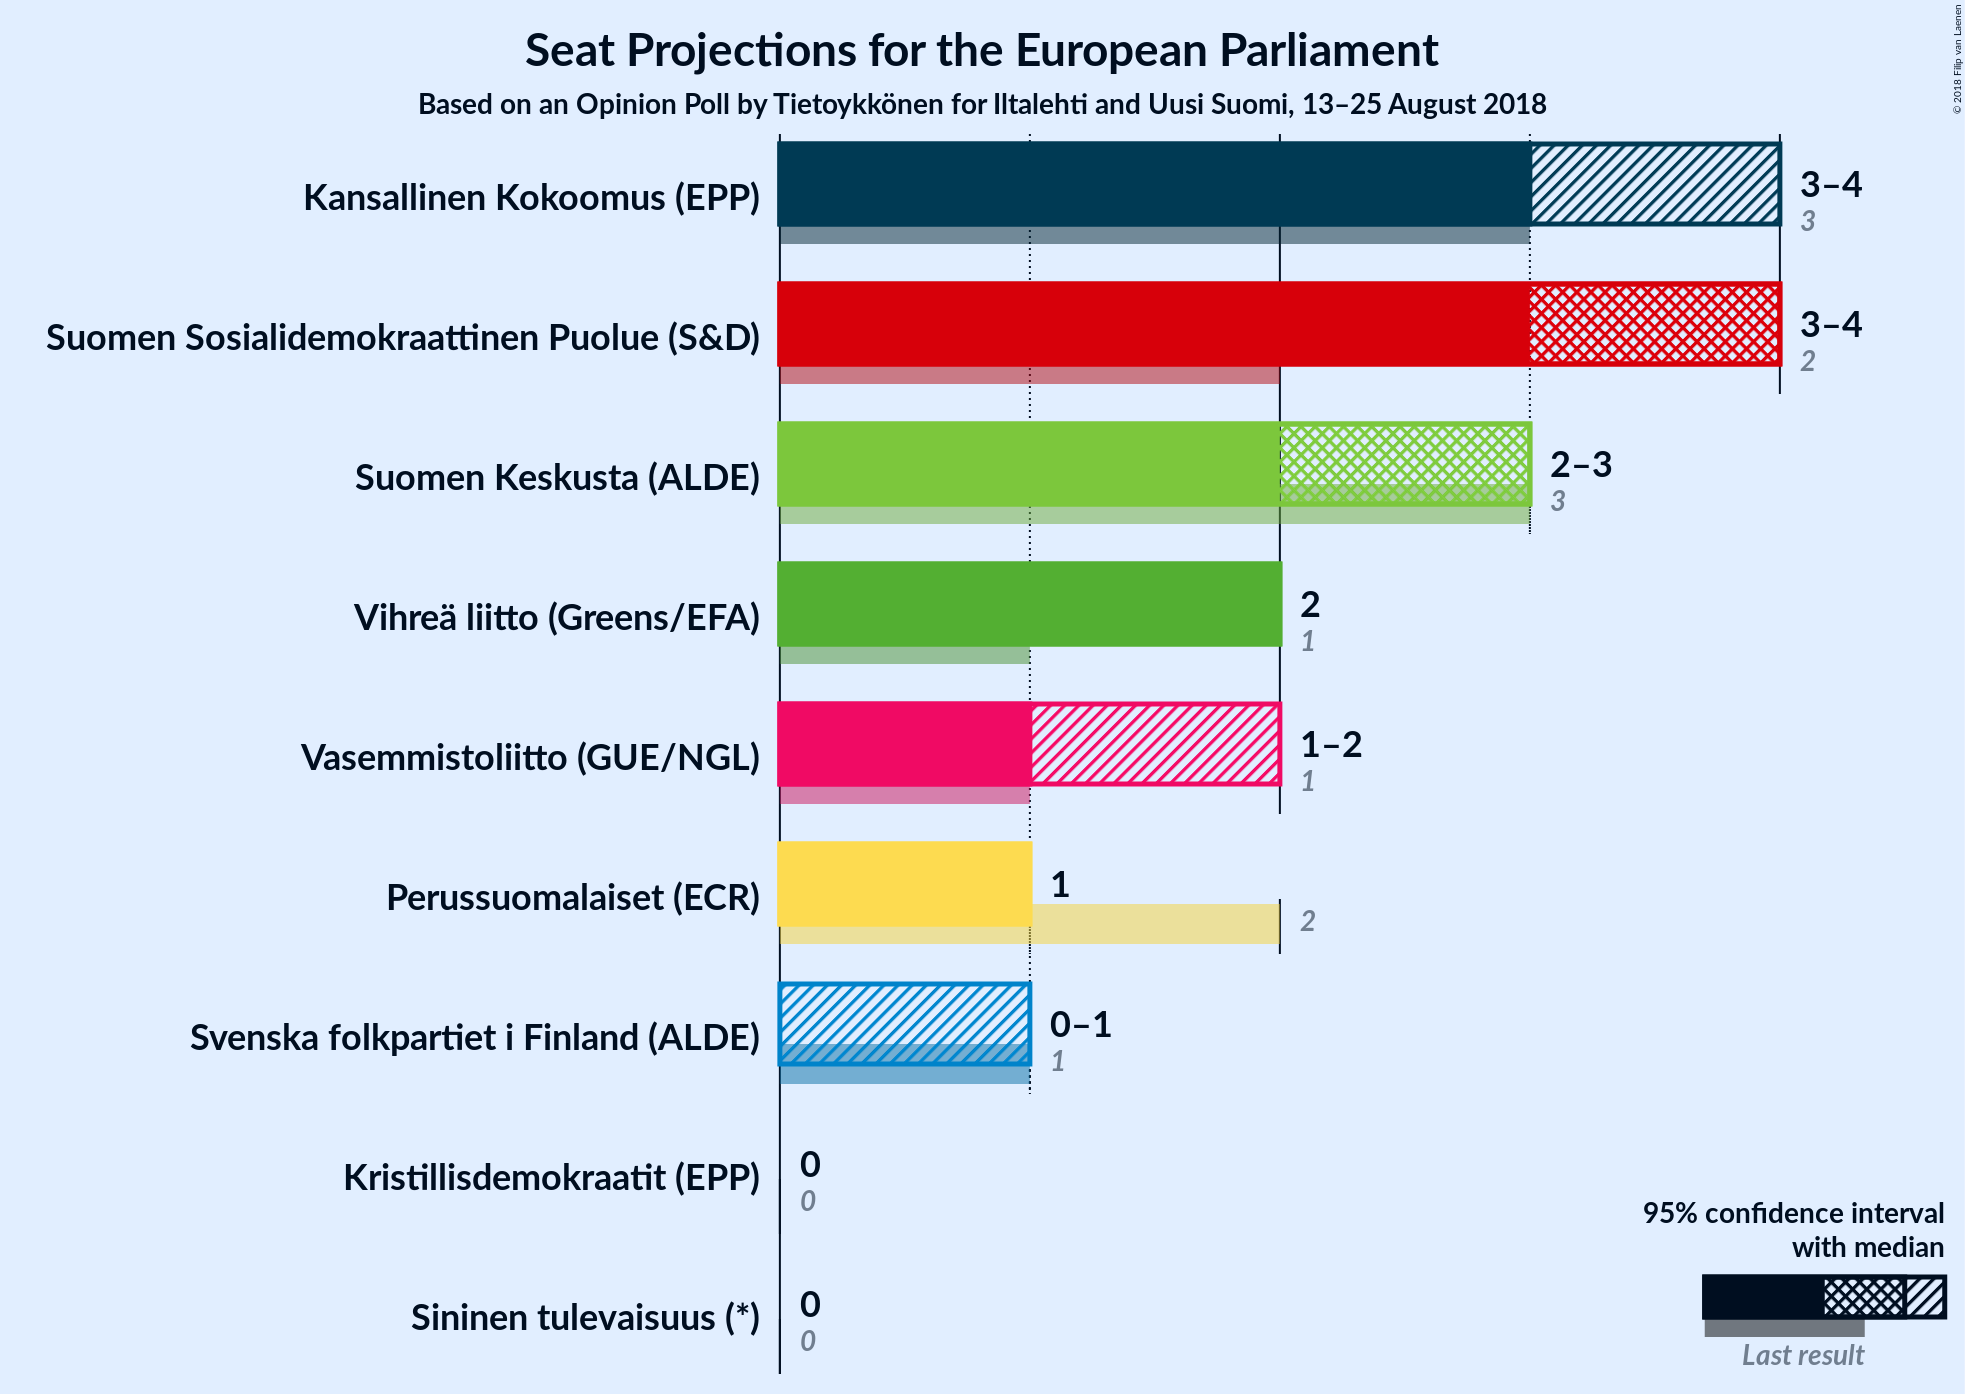 Seat Projections for the European Parliament
Based on an Opinion Poll by Tietoykkönen for Iltalehti and Uusi Suomi, 13–25 August 2018
© 2018 Filip van Laenen
Kansallinen Kokoomus (EPP)
3–4
3
Suomen Sosialidemokraattinen Puolue (S&D)
3–4
2
Suomen Keskusta (ALDE)
2–3
3
Vihreä liitto (Greens/EFA)
2
1
Vasemmistoliitto (GUE/NGL)
1–2
1
Perussuomalaiset (ECR)
1
2
Svenska folkpartiet i Finland (ALDE)
0–1
1
Kristillisdemokraatit (EPP)
0
0
Sininen tulevaisuus (*)
0
0
95% confidence interval
with median
Last result